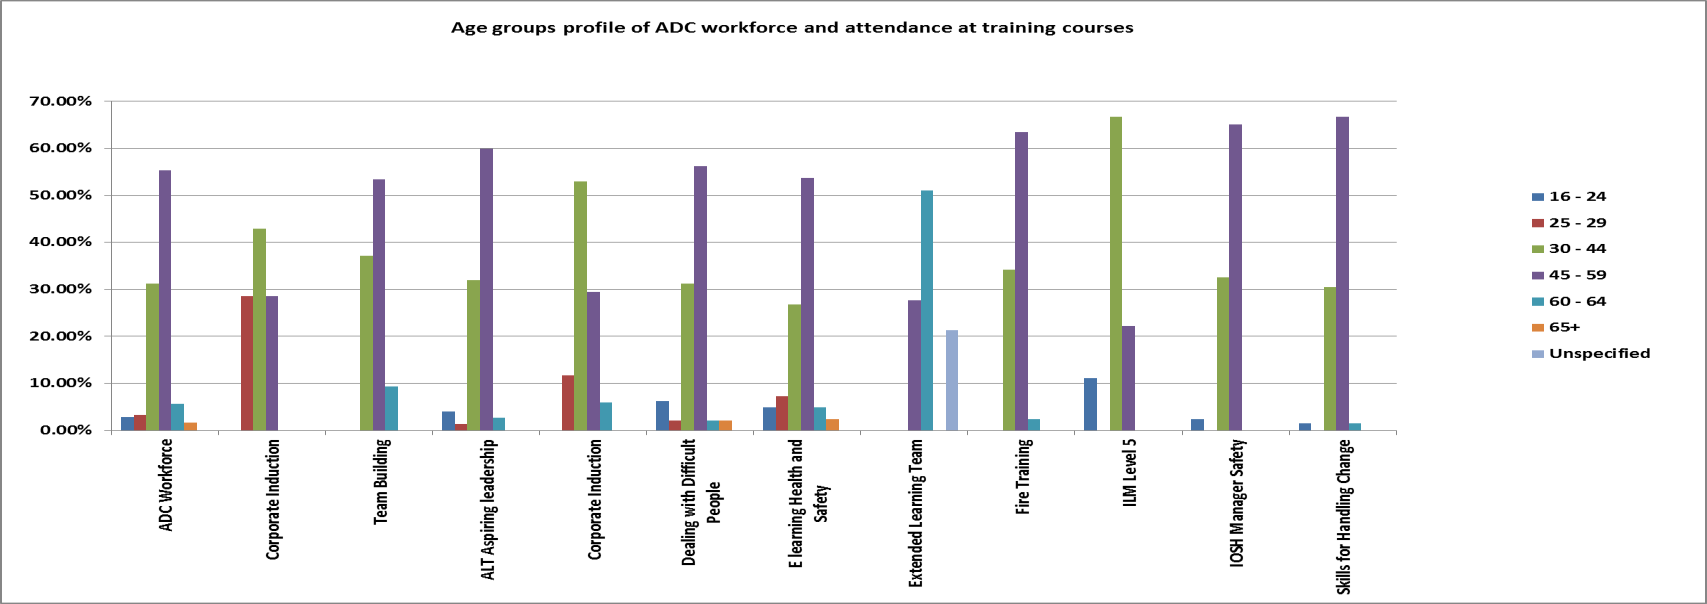 Age groups profile of ADC workforce and attendance at training courses
70.00%
60.00%
50.00%
40.00%
30.00%
20.00%
10.00%
0.00%
ADC Workforce
Corporate Induction
Team Building
ALT Aspiring leadership
Corporate Induction
Dealing with Difficult
People
E learning Health and
Safety
Extended Learning Team
Fire Training
ILM Level 5
IOSH Manager Safety
Skills for Handling Change
16 - 24
25 - 29
30 - 44
45 - 59
60 - 64
65+
Unspecified